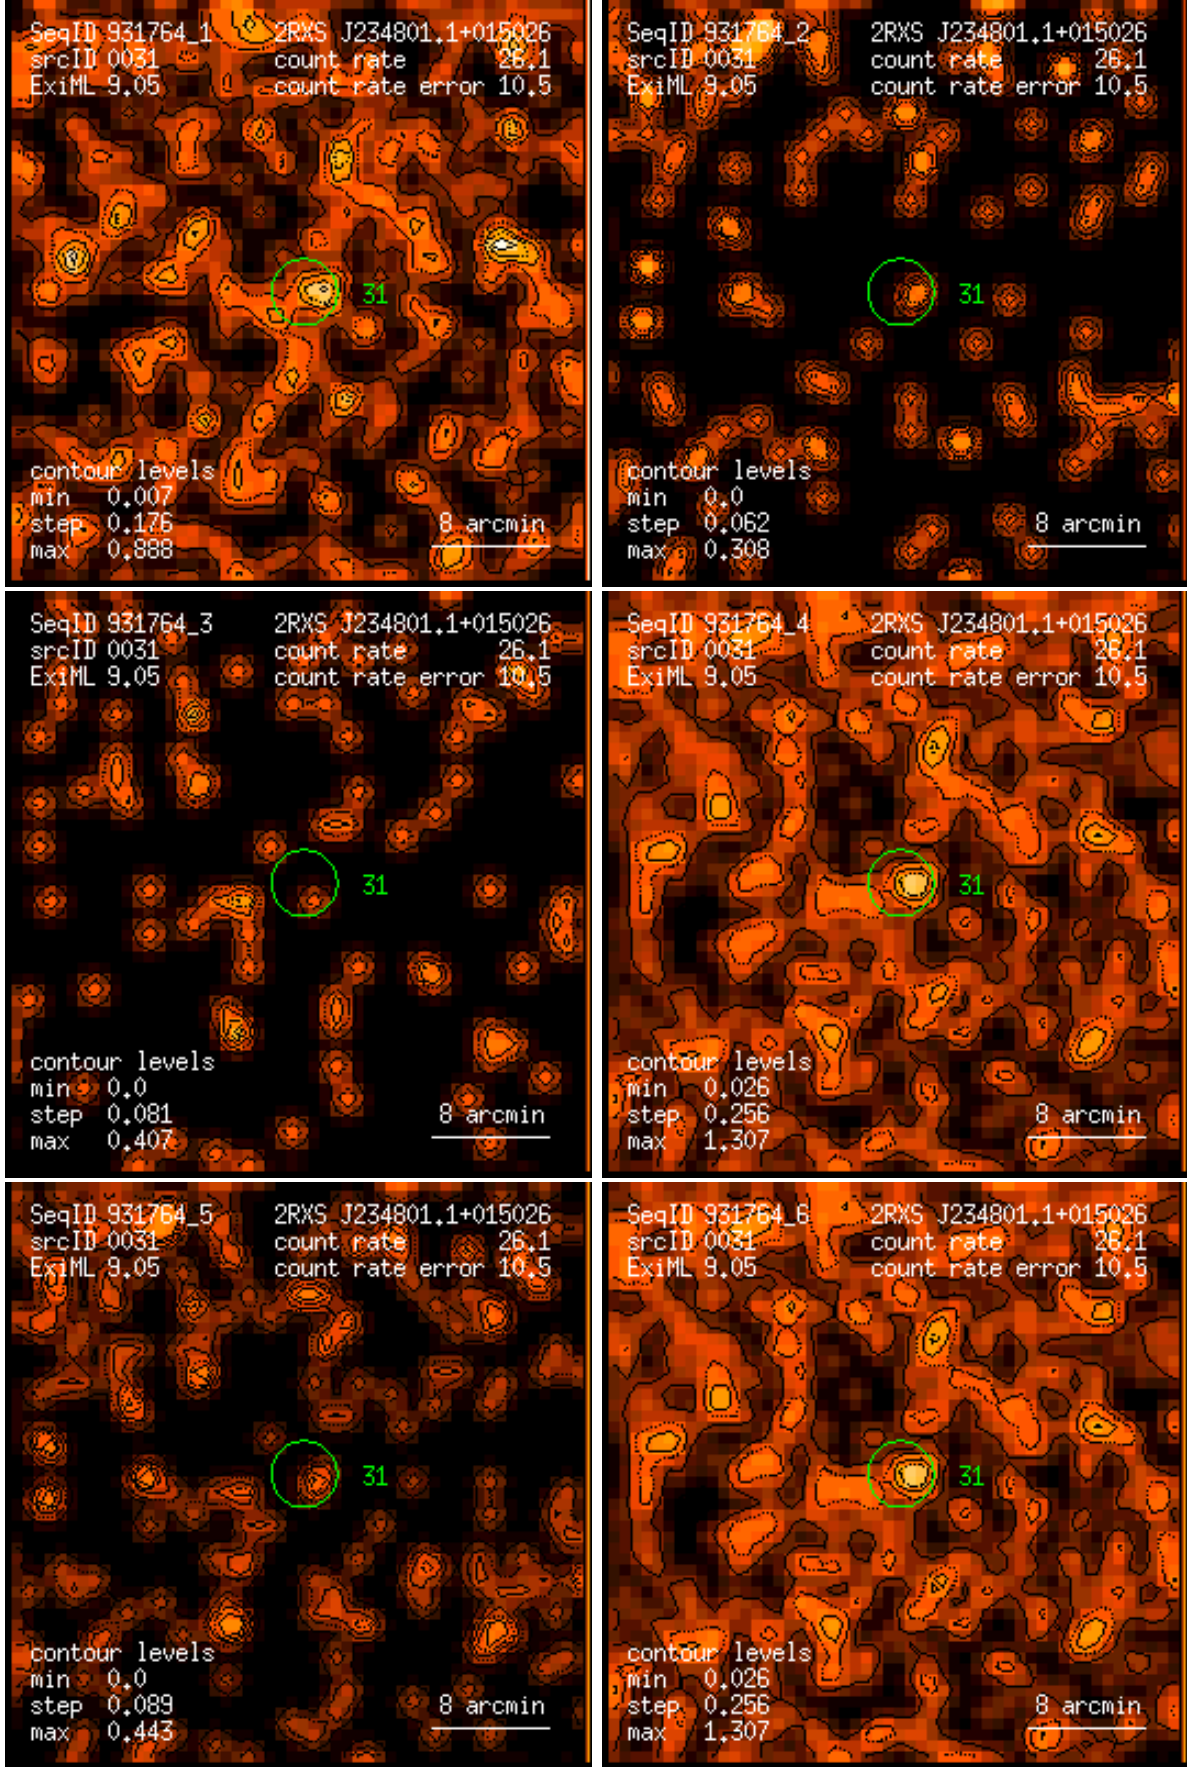 SeqID 931764_1 2RXS J234801.1+015026
srcID 0031 count rate 26.1
ExiML 9.05 count rate error 10.5
31
contour levels
min 0.007
step 0.176 8 arcmin
max 0.888
SeqID 931764_2 2RXS J234801.1+015026
srcID 0031 count rate 26.1
ExiML 9.05 count rate error 10.5
31
contour levels
min 0.0
step 0.062 8 arcmin
max 0.308
SeqID 931764_3 2RXS J234801.1+015026
srcID 0031 count rate 26.1
ExiML 9.05 count rate error 10.5
31
contour levels
min 0.0
step 0.081 8 arcmin
max 0.407
SeqID 931764_4 2RXS J234801.1+015026
srcID 0031 count rate 26.1
ExiML 9.05 count rate error 10.5
31
contour levels
min 0.026
step 0.256 8 arcmin
max 1.307
SeqID 931764_5 2RXS J234801.1+015026
srcID 0031 count rate 26.1
ExiML 9.05 count rate error 10.5
31
contour levels
min 0.0
step 0.089 8 arcmin
max 0.443
SeqID 931764_6 2RXS J234801.1+015026
srcID 0031 count rate 26.1
ExiML 9.05 count rate error 10.5
31
contour levels
min 0.026
step 0.256 8 arcmin
max 1.307